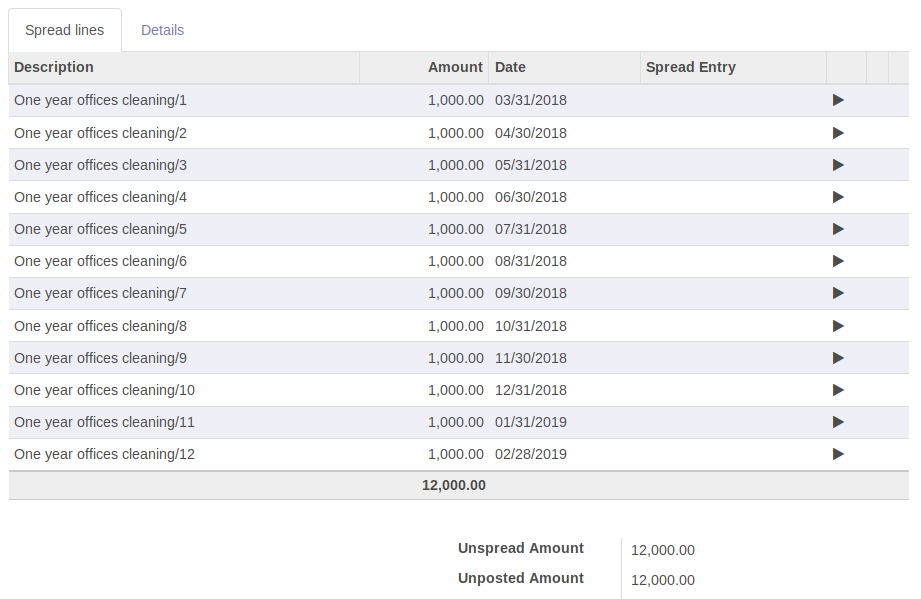 Spread lines Details
Description Amount Date Spread Entry
One year offices cleaning/1 1,000.00 03/31/2018
One year offices cleaning/2 1,000.00 04/30/2018
One year offices cleaning/3 1,000.00 05/31/2018
One year offices cleaning/4 1,000.00 06/30/2018
One year offices cleaning/5 1,000.00 07/31/2018
One year offices cleaning/6 1,000.00 08/31/2018
One year offices cleaning/7 1,000.00 09/30/2018
One year offices cleaning/8 1,000.00 10/31/2018
One year offices cleaning/9 1,000.00 11/30/2018
One year offices cleaning/10 1,000.00 12/31/2018
One year offices cleaning/11 1,000.00 01/31/2019
One year offices cleaning/12 1,000.00 02/28/2019
12,000.00
Unspread Amount 12,000.00
Unposted Amount 12,000.00